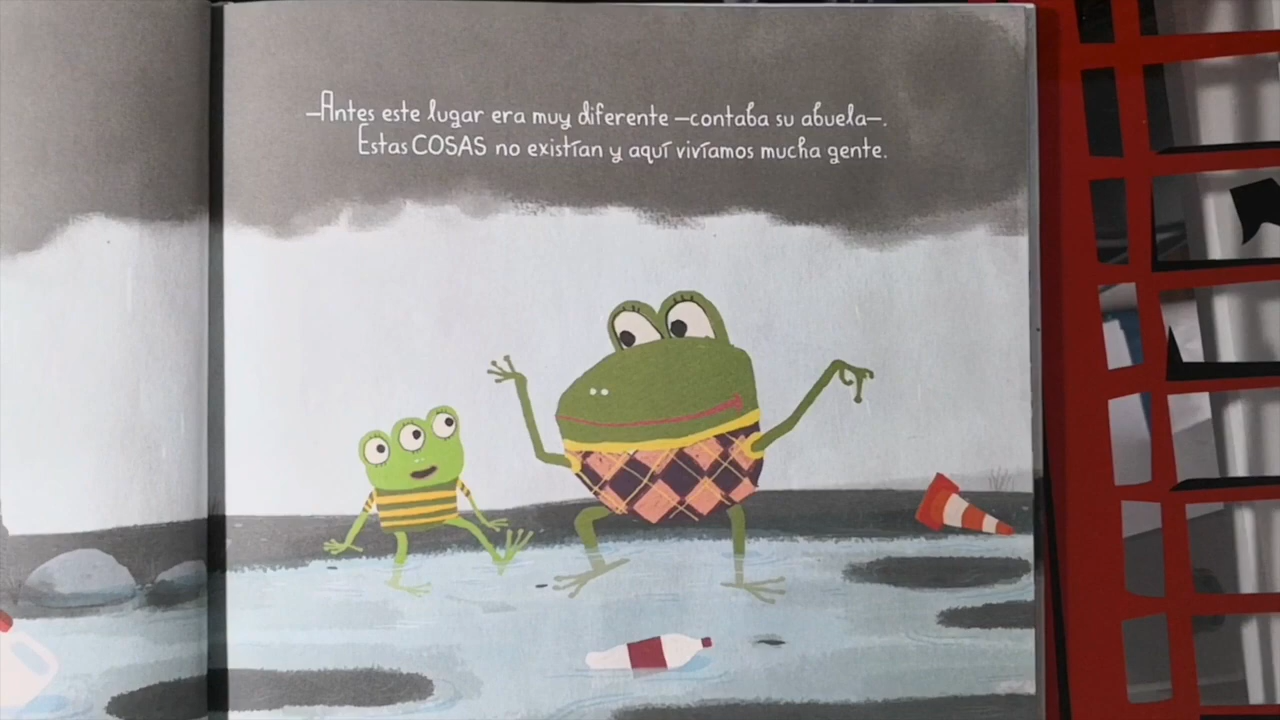 —Antes este lugar era muy diferente —contaba su abuela—.
Estas COSAS no existían y aquí vivíamos mucha gente.